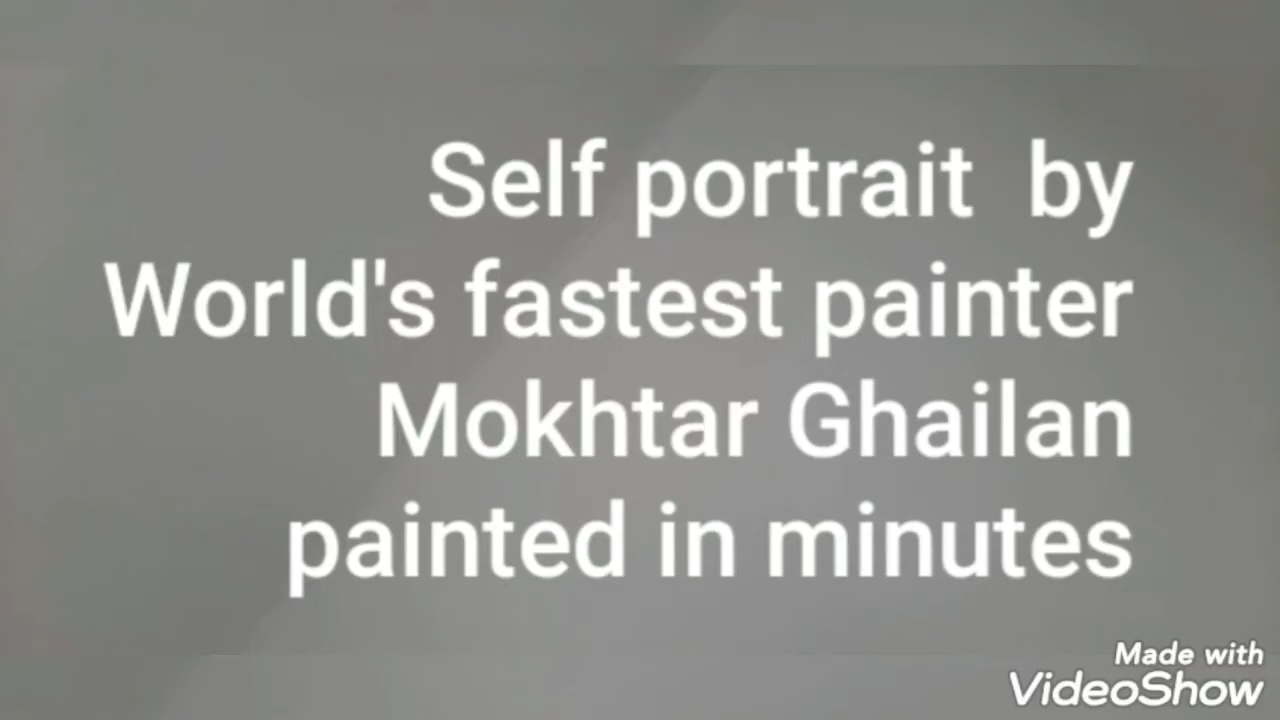 Self portrait  by
World's fastest painter
Mokhtar Ghailan
painted in minutes
Made with
VideoShow